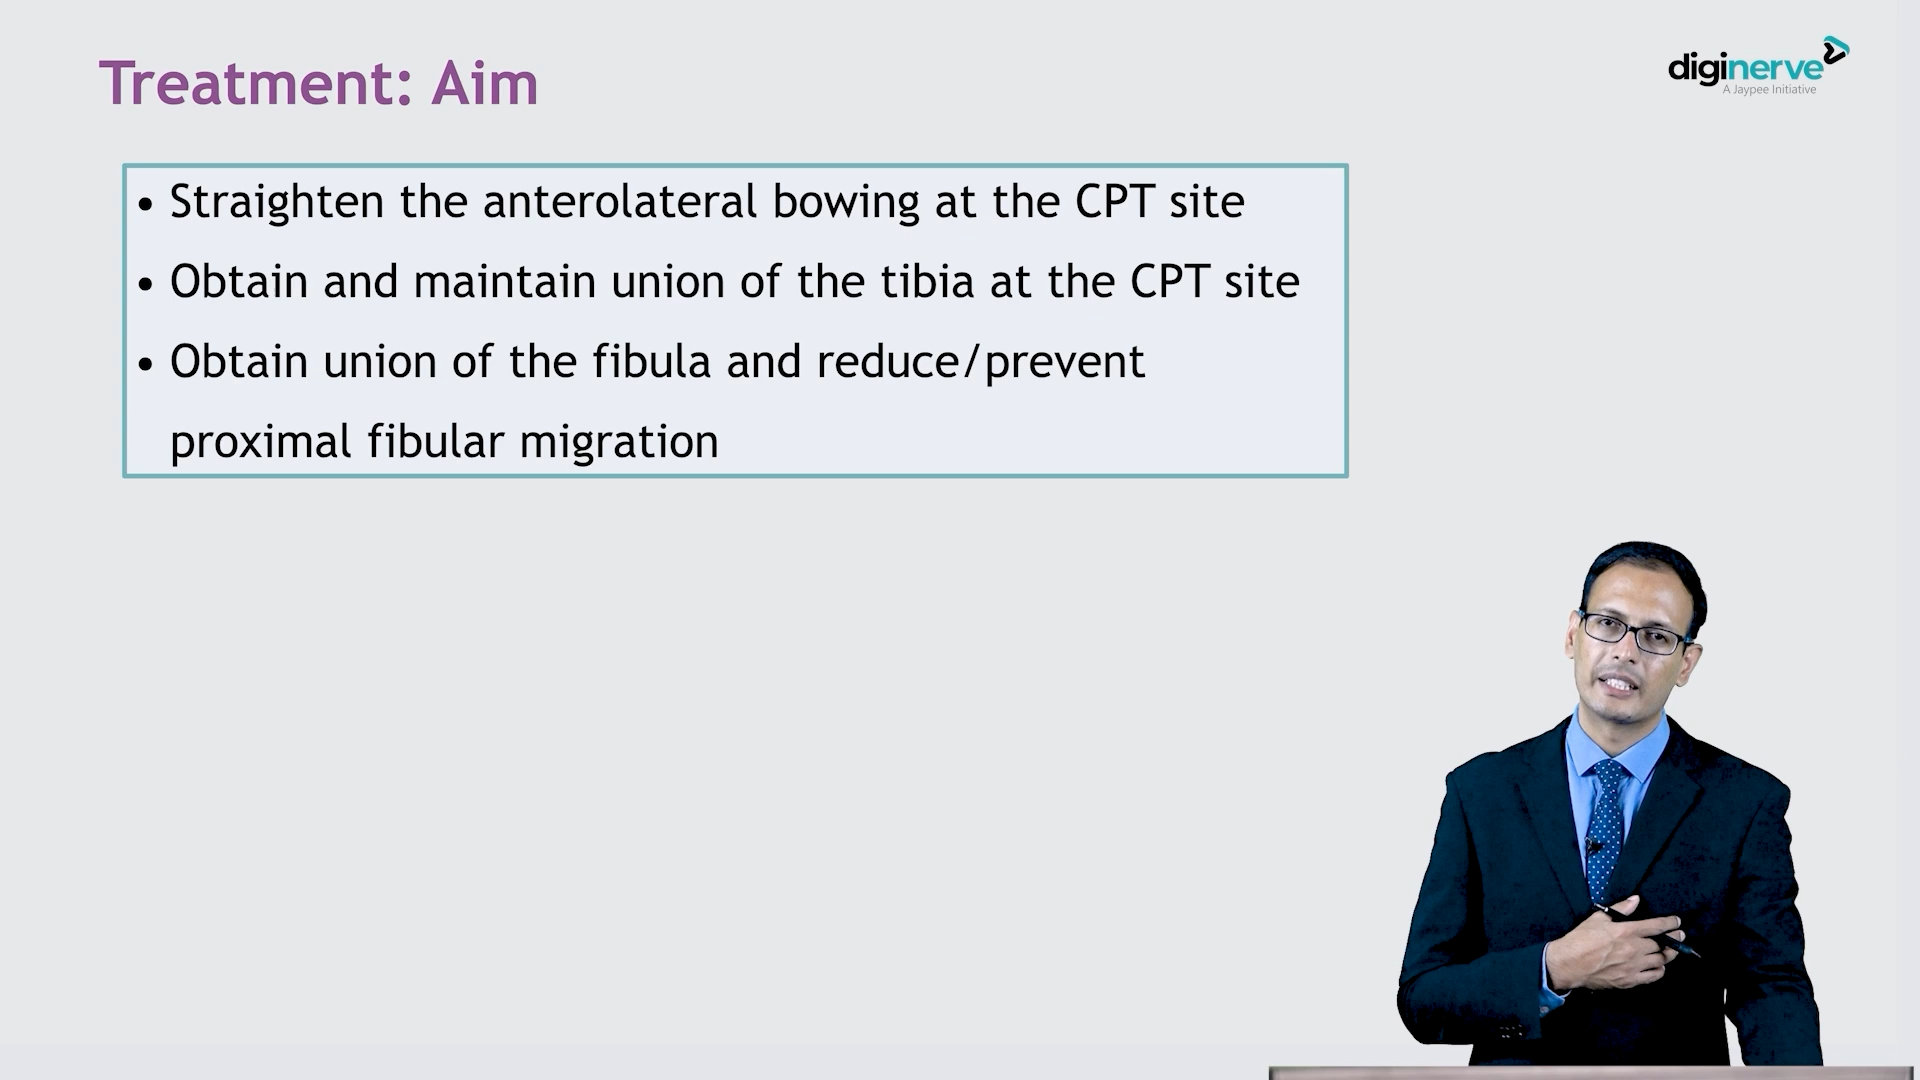 Treatment: Aim
diginerve
A Jaypee Initiative
• Straighten the anterolateral bowing at the CPT site
• Obtain and maintain union of the tibia at the CPT site
• Obtain union of the fibula and reduce/prevent
proximal fibular migration